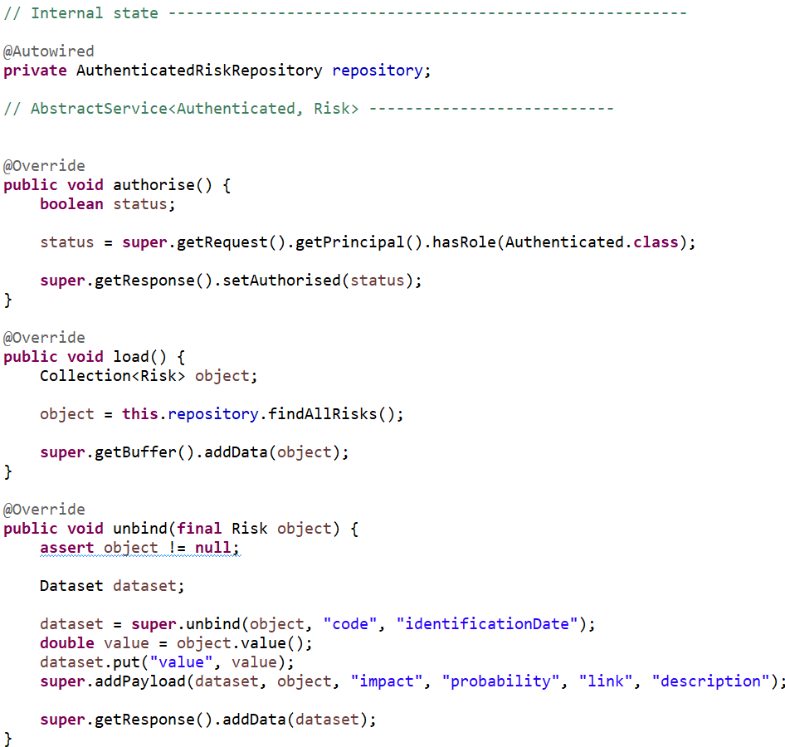 // Internal state ---------------------------------------------------------
@Autowired
private AuthenticatedRiskRepository repository;
// AbstractService<Authenticated, Risk> ---------------------------
@Override
public void authorise() {
boolean status;
status = super.getRequest().getPrincipal().hasRole(Authenticated.class);
super.getResponse().setAuthorised(status);
}
@Override
public void load() {
Collection<Risk> object;
object = this.repository.findAllRisks();
super.getBuffer().addData(object);
}
@Override
public void unbind(final Risk object) {
assert object != null;
Dataset dataset;
dataset = super.unbind(object, "code", "identificationDate");
double value = object.value();
dataset.put("value", value);
super.addPayload(dataset, object, "impact", "probability", "link", "description");
super.getResponse().addData(dataset);
}